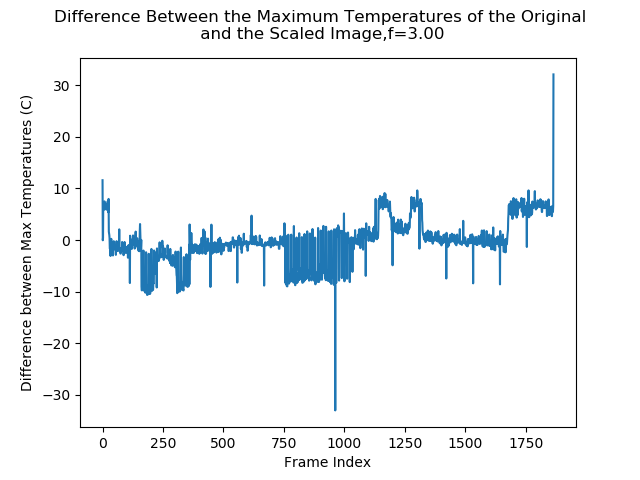 Difference Between the Maximum Temperatures of the Original
and the Scaled Image,f=3.00
Difference between Max Temperatures (C)
30
20
10
0
−10
−20
−30
0 250 500 750 1000 1250 1500 1750
Frame Index